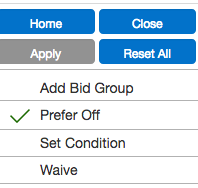 Home Close
Apply Reset All
Add Bid Group
Prefer Off
Set Condition
Waive